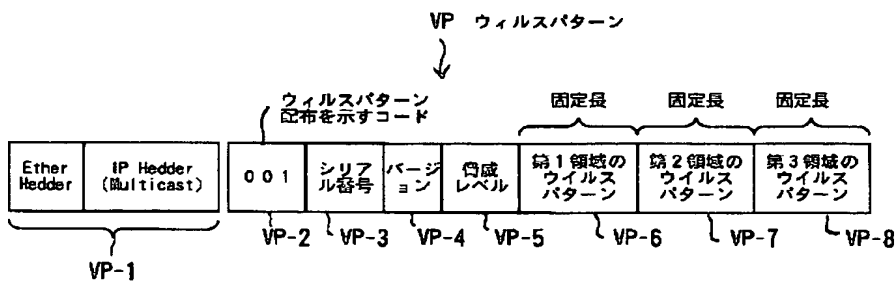 VP ウィルスパターン
ウィルスパターン
配布を示すコード
固定長
固定長
固定長
Ether
Hedder
IP Hedder
(Multicast)
001
シリア
ル番号
バージ
ョン
脅威
レベル
第1領域の
ウイルス
パターン
第2領域の
ウイルス
パターン
第3領域の
ウイルス
パターン
VP-1
VP-2
VP-3
VP-4
VP-5
VP-6
VP-7
VP-8